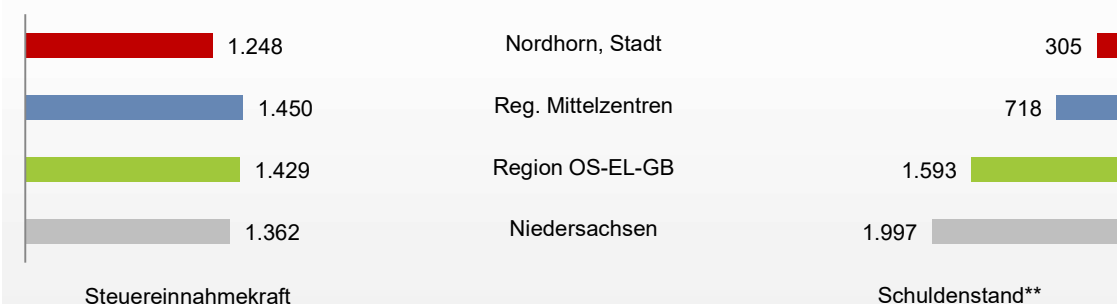 1.248 Nordhorn, Stadt 305
1.450 Reg. Mittelzentren 718
1.429 Region OS-EL-GB 1.593
1.362 Niedersachsen 1.997
Steuereinnahmekraft Schuldenstand**